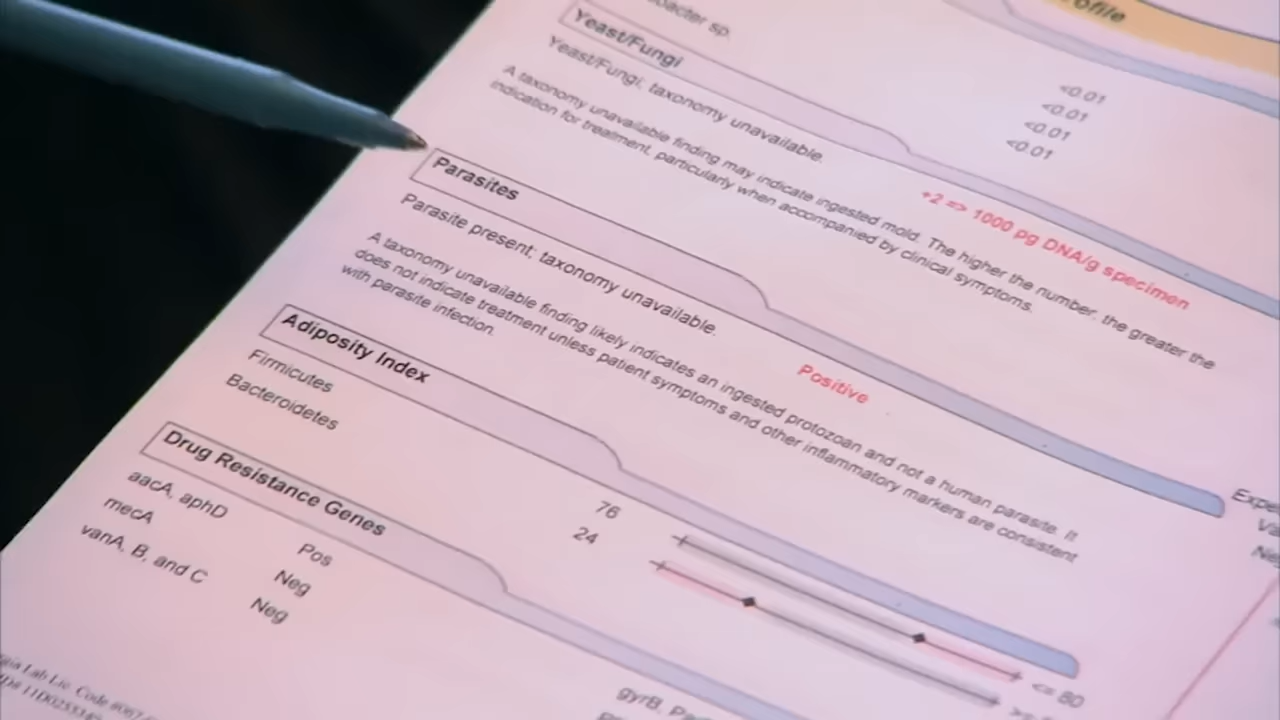 sp.
<0.01
<0.01
<0.01
<0.01
Yeast/Fungi
Yeast/Fungi, taxonomy unavailable.
+2 => 1000 pg DNA/g specimen
A taxonomy unavailable finding may indicate ingested mold. The higher the number, the greater the
indication for treatment, particularly when accompanied by clinical symptoms.
Parasites
Parasite present; taxonomy unavailable.
Positive
A taxonomy unavailable finding likely indicates an ingested protozoan and not a human parasite. It
does not indicate treatment unless patient symptoms and other inflammatory markers are consistent
with parasite infection.
Adiposity Index
Firmicutes 76 <= 80
Bacteroidetes 24
Drug Resistance Genes
aacA, aphD Pos
mecA Neg
vanA, B, and C Neg
gyrB,
Lab Lic. Code